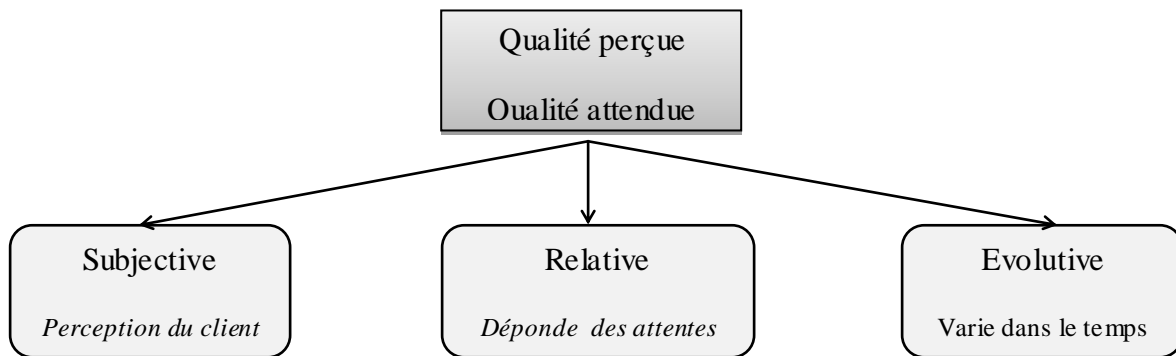 Qualité perçue
Oualité attendue
Subjective
Perception du client
Relative
Déponde des attentes
Evolutive
Varie dans le temps